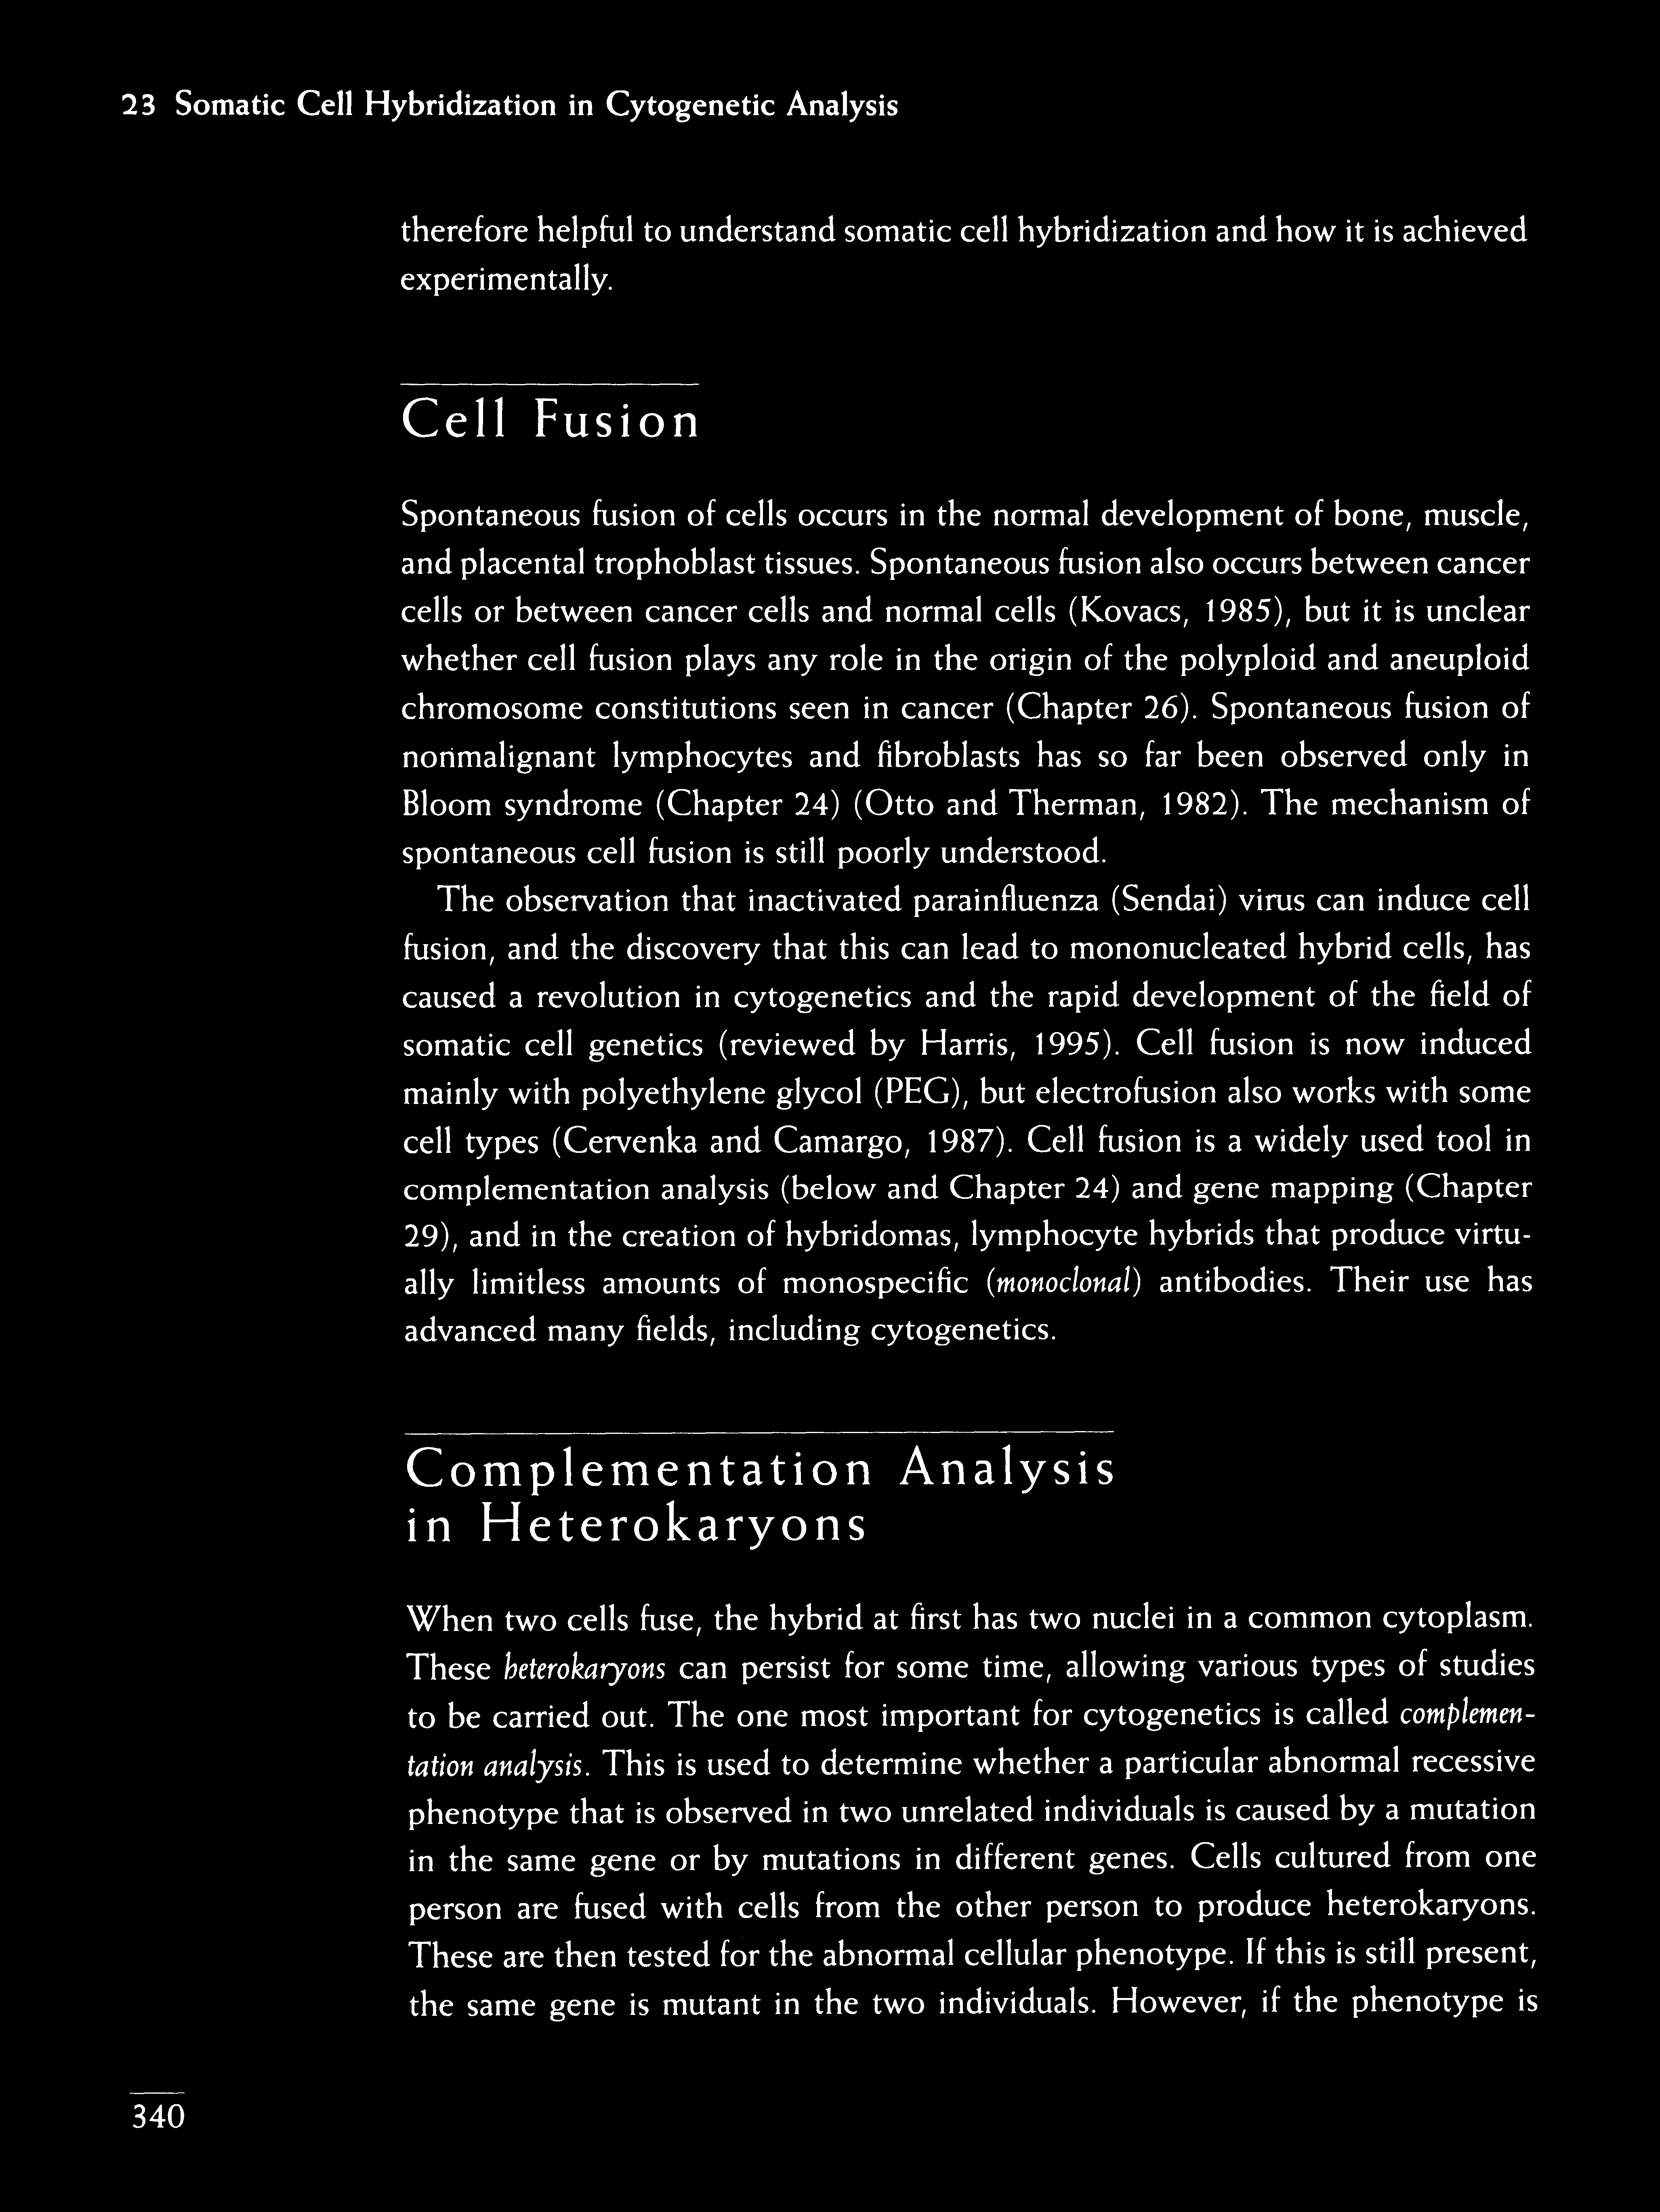 23 Somatic Cell Hybridization in Cytogenetic Analysis
therefore helpful to understand somatic cell hybridization and how it is achieved
experimentally.
Cell Fusion
Spontaneous fusion of cells occurs in the normal development of bone, muscle,
and placental trophoblast tissues. Spontaneous fusion also occurs between cancer
cells or between cancer cells and normal cells (Kovacs, 1985), but it is unclear
whether cell fusion plays any role in the origin of the polyploid and aneuploid
chromosome constitutions seen in cancer (Chapter 26). Spontaneous fusion of
nonmalignant lymphocytes and fibroblasts has so far been observed only in
Bloom syndrome (Chapter 24) (Otto and Therman, 1982). The mechanism of
spontaneous cell fusion is still poorly understood.
The observation that inactivated parainfluenza (Sendai) virus can induce cell
fusion, and the discovery that this can lead to mononucleated hybrid cells, has
caused a revolution in cytogenetics and the rapid development of the field of
somatic cell genetics (reviewed by Harris, 1995). Cell fusion is now induced
mainly with polyethylene glycol (PEG), but electrofusion also works with some
cell types (Cervenka and Camargo, 1987). Cell fusion is a widely used tool in
complementation analysis (below and Chapter 24) and gene mapping (Chapter
29), and in the creation of hybridomas, lymphocyte hybrids that produce virtu-
ally limitless amounts of monospecific (monoclonal) antibodies. Their use has
advanced many fields, including cytogenetics.
Complementation Analysis
in Heterokaryons
When two cells fuse, the hybrid at first has two nuclei in a common cytoplasm.
These heterokaryons can persist for some time, allowing various types of studies
to be carried out. The one most important for cytogenetics is called complemen-
tation analysis. This is used to determine whether a particular abnormal recessive
phenotype that is observed in two unrelated individuals is caused by a mutation
in the same gene or by mutations in different genes. Cells cultured from one
person are fused with cells from the other person to produce heterokaryons.
These are then tested for the abnormal cellular phenotype. If this is still present,
the same gene is mutant in the two individuals. However, if the phenotype is
340